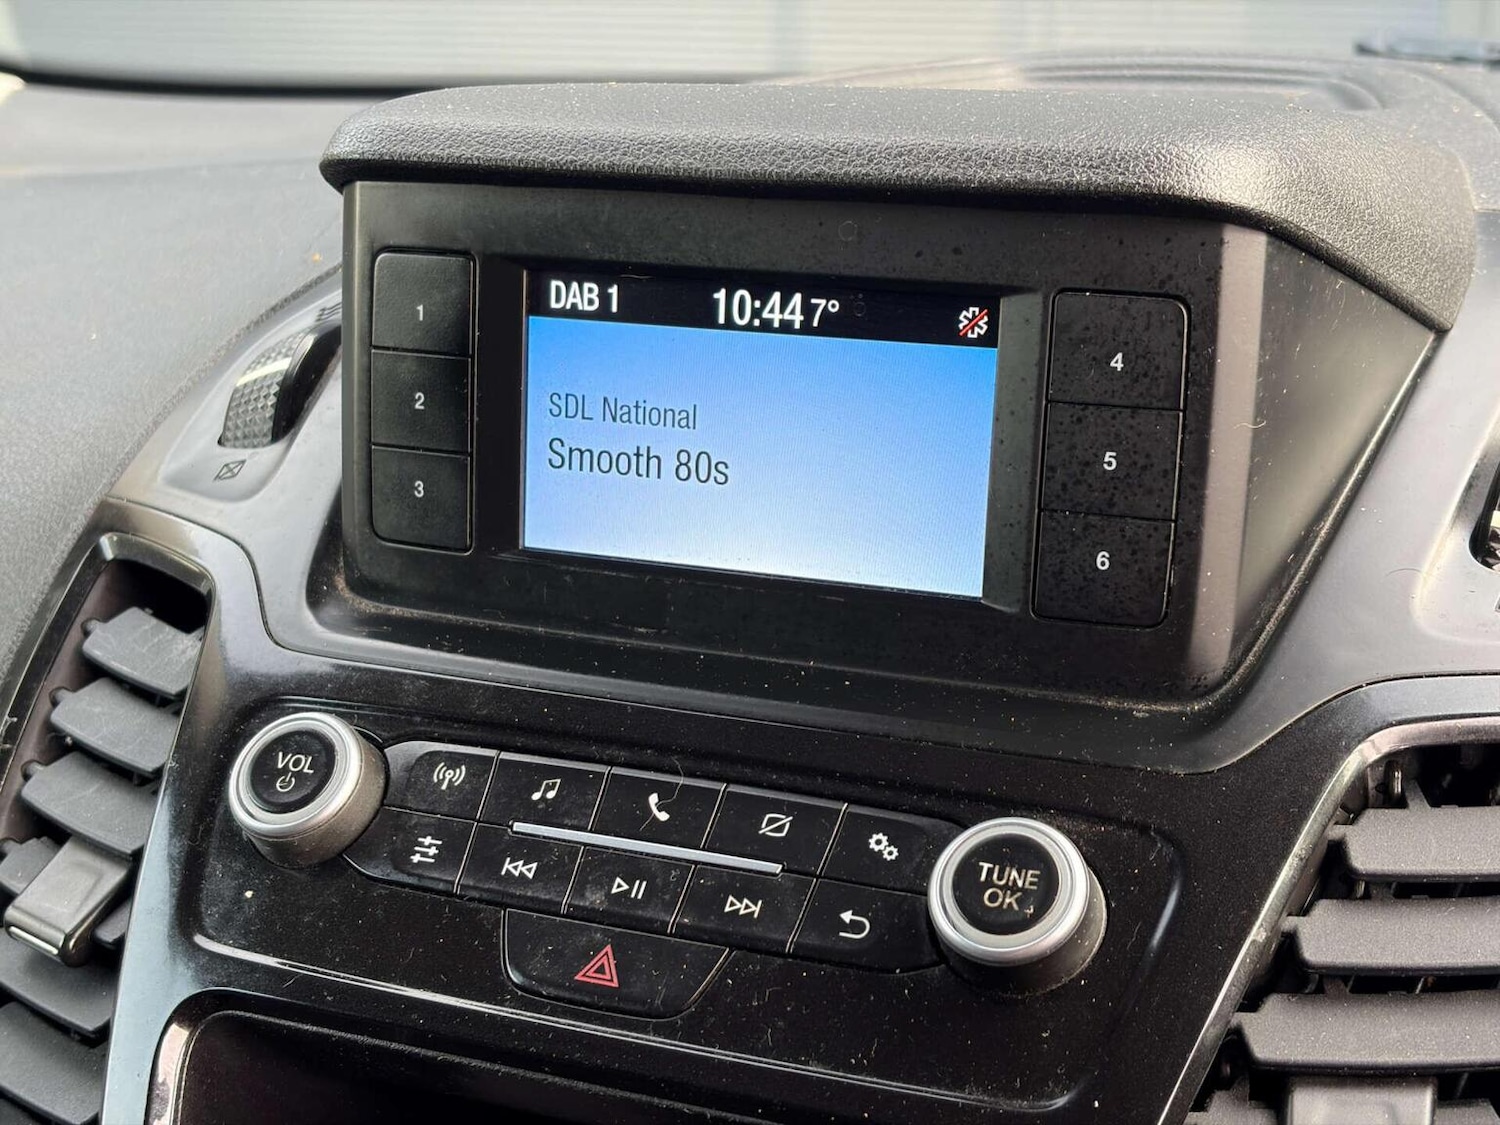 DAB 1 10:44 7°
SDL National
Smooth 80s
1
2
3
4
5
6
VOL
TUNE
OK